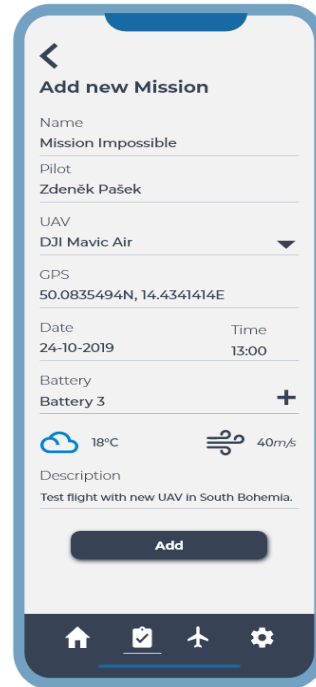 Add new Mission
Name
Mission Impossible
Pilot
Zdeněk Pašek
UAV
DJI Mavic Air
GPS
50.0835494N, 14.4341414E
Date Time
24-10-2019 13:00
Battery
Battery 3
18°C 40m/s
Description
Test flight with new UAV in South Bohemia.
Add